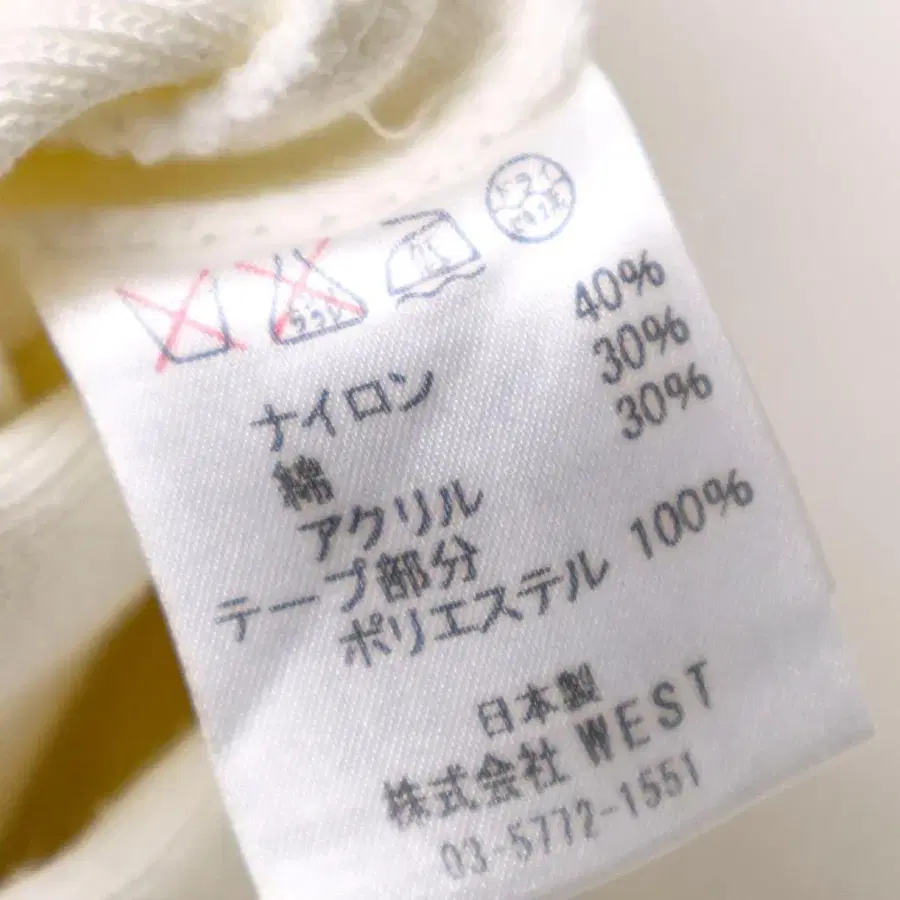 ナイロン 40%
綿 30%
アクリル 30%
テープ部分
ポリエステル 100%
日本製
株式会社 WEST
03-5772-1551